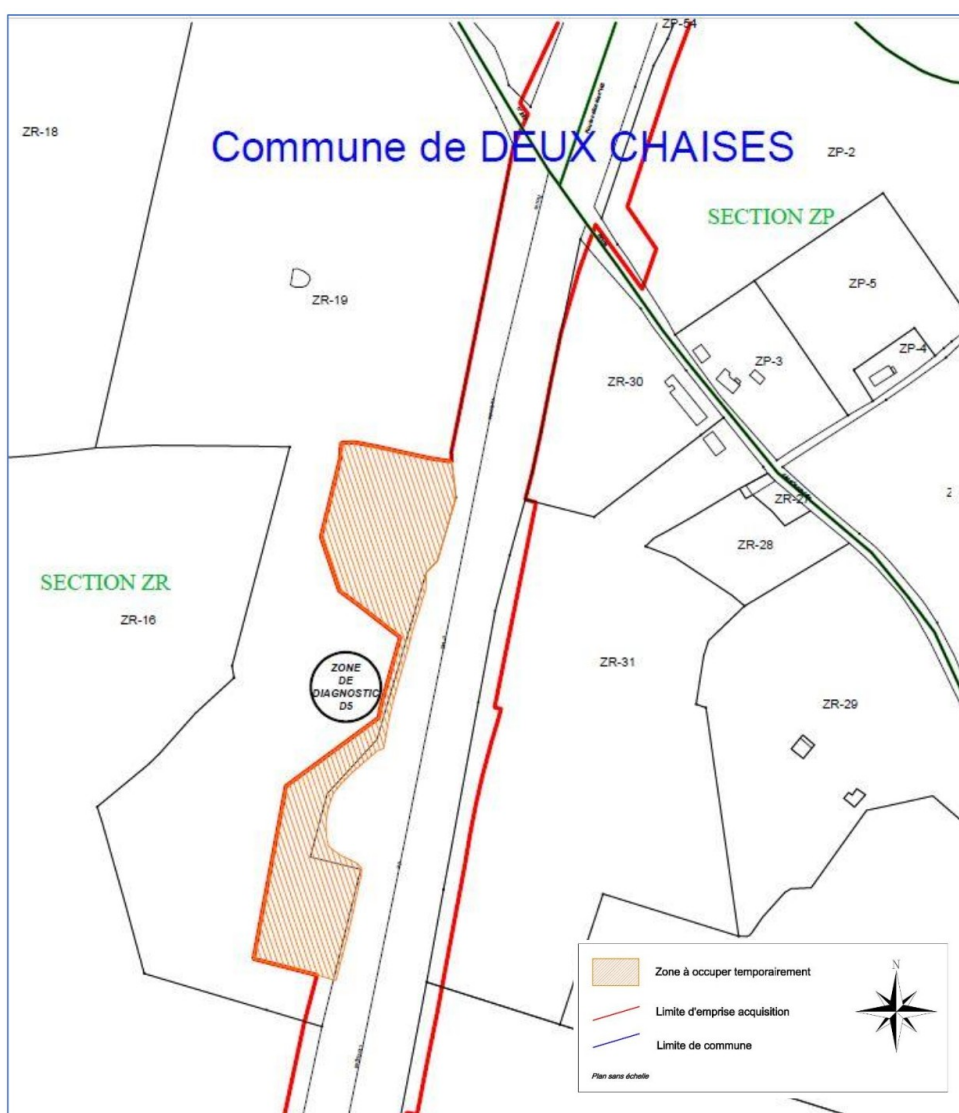 ZP-54
ZR-18
Commune de DEUX CHAISES
ZP-2
SECTION ZP
ZR-19
ZP-5
ZP-4
ZP-3
ZR-30
ZR-27
ZR-28
SECTION ZR
ZR-16
ZR-31
ZONE
DE
DIAGNOSTIC
D5
ZR-29
N
Zone à occuper temporairement
Limite d'emprise acquisition
Limite de commune
Plan sans échelle